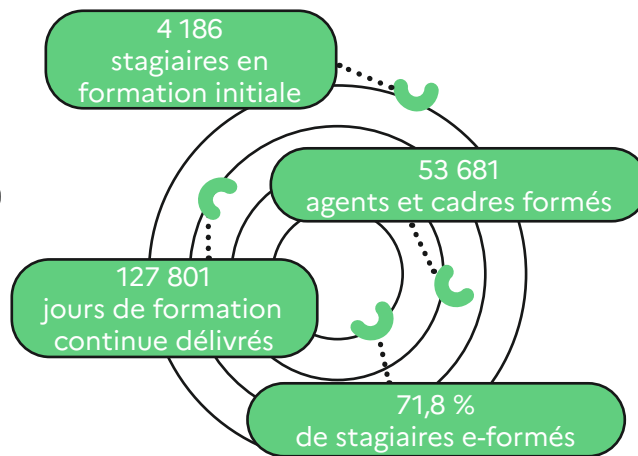 4 186
stagiaires en
formation initiale
53 681
agents et cadres formés
127 801
jours de formation
continue délivrés
71,8 %
de stagiaires e-formés